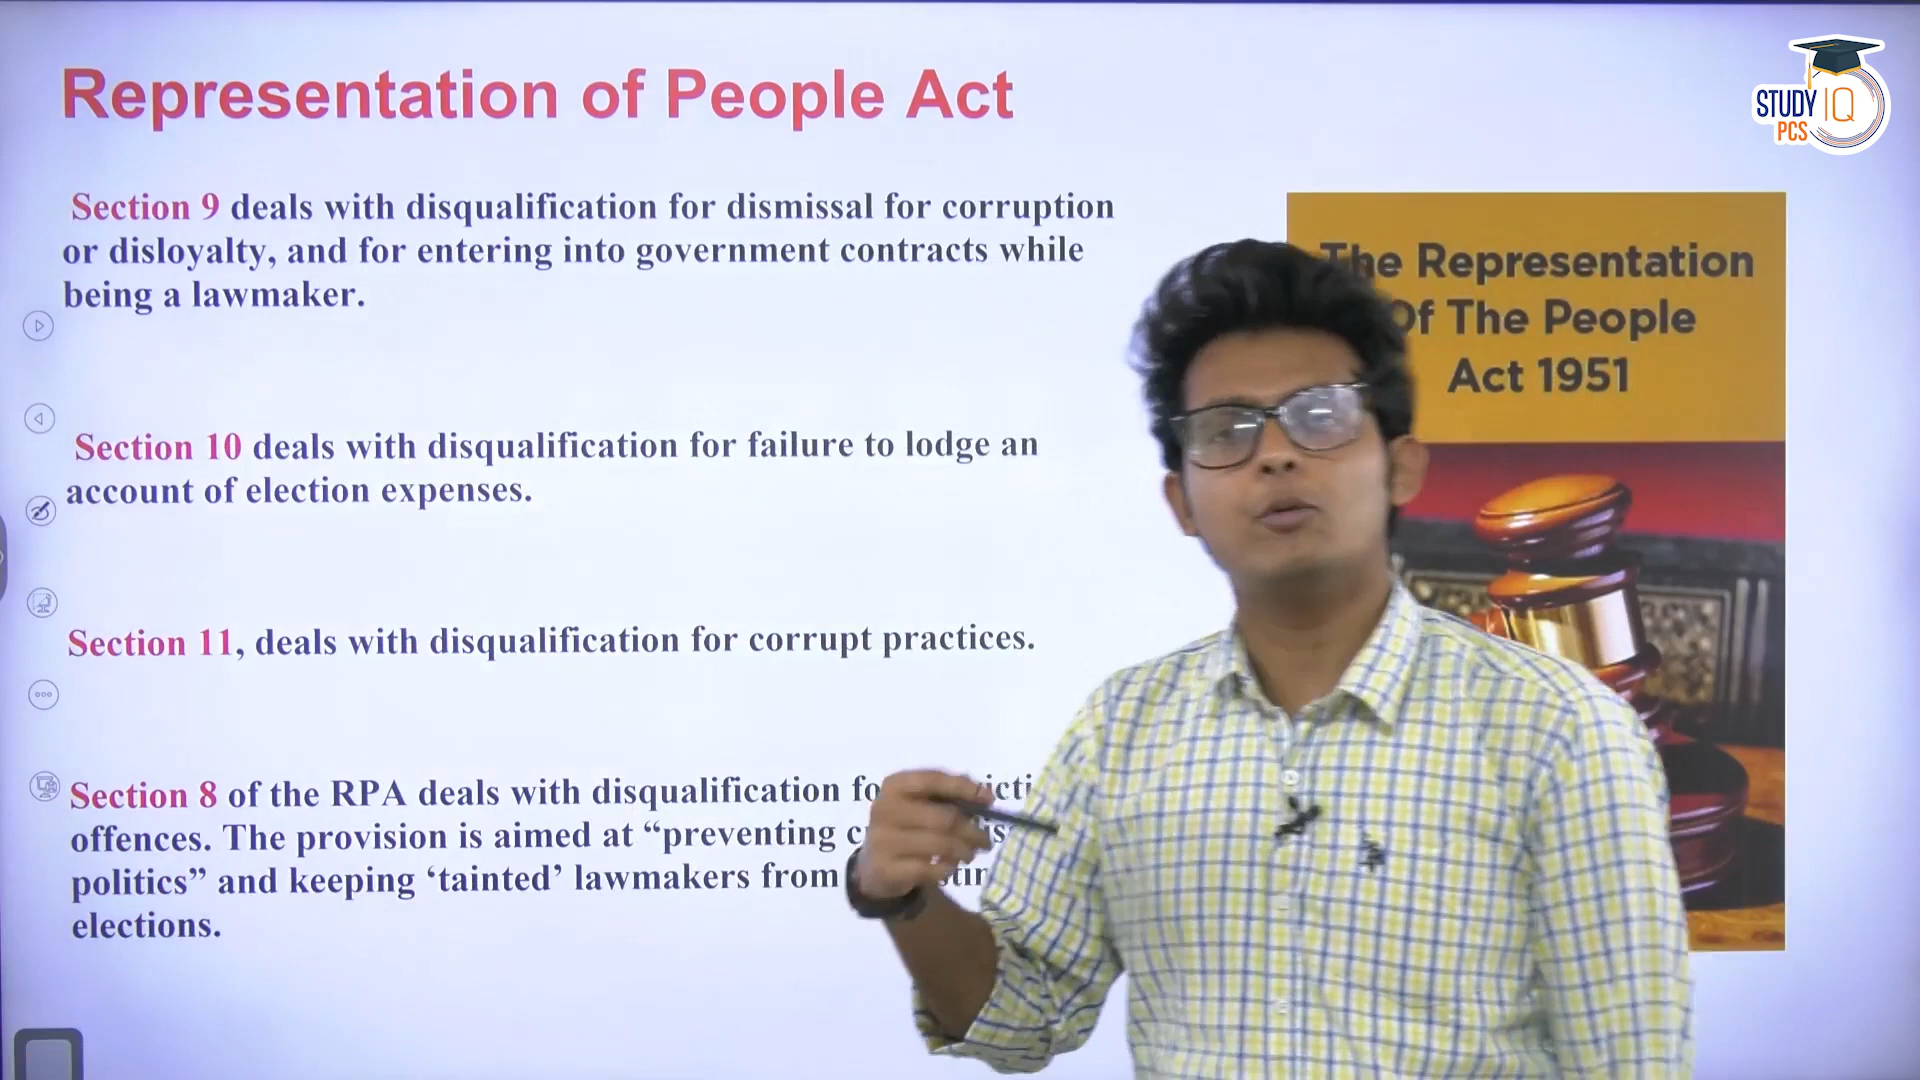 Representation of People Act
STUDY IQ
PCS
Section 9 deals with disqualification for dismissal for corruption
or disloyalty, and for entering into government contracts while
being a lawmaker.
Section 10 deals with disqualification for failure to lodge an
account of election expenses.
Section 11, deals with disqualification for corrupt practices.
Section 8 of the RPA deals with disqualification
offences. The provision is aimed at “preventing
politics” and keeping ‘tainted’ lawmakers from
elections.
The Representation
Of The People
Act 1951